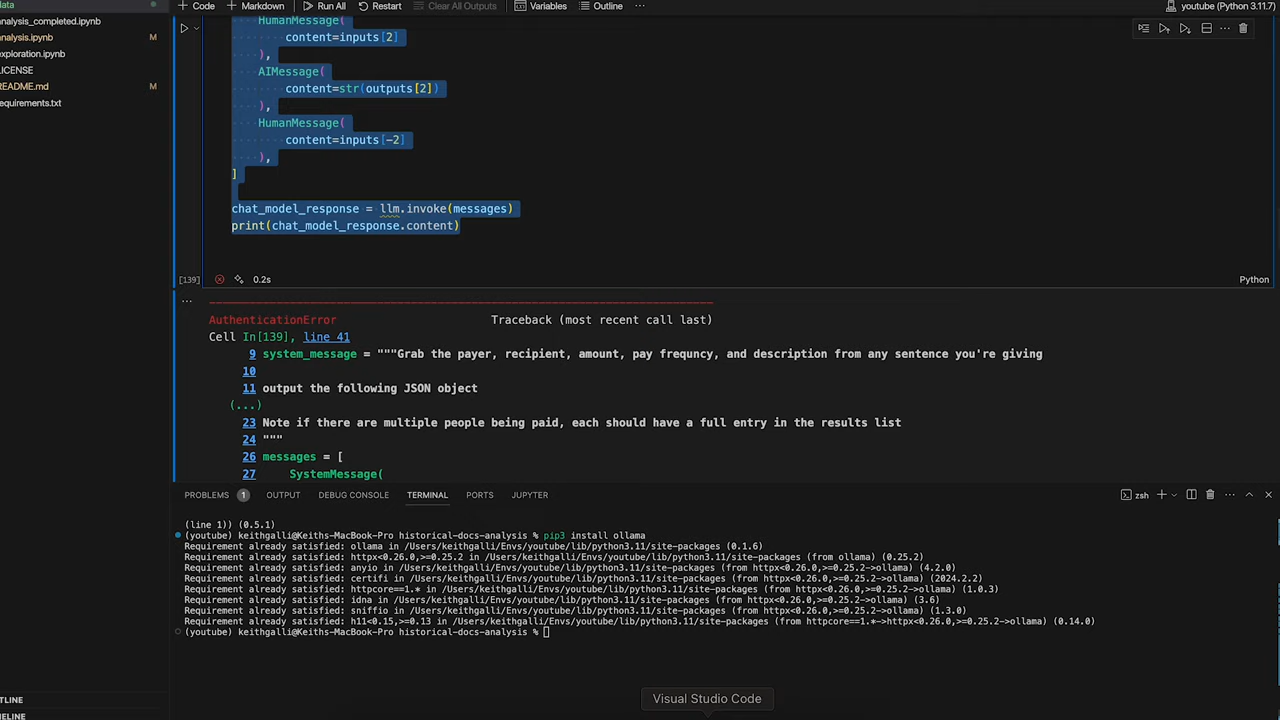 data
Code
Markdown
Run All
Restart
Clear All Outputs
Variables
Outline
···
youtube (Python 3.11.7)
analysis_completed.ipynb
analysis.ipynb M
exploration.ipynb
LICENSE
README.md M
requirements.txt
HumanMessage(
content=inputs[2]
),
AIMessage(
content=str(outputs[2])
),
HumanMessage(
content=inputs[-2]
),
]
chat_model_response = llm.invoke(messages)
print(chat_model_response.content)
[139]
0.2s
Python
...
AuthenticationError Traceback (most recent call last)
Cell In[139], line 41
9 system_message = """Grab the payer, recipient, amount, pay frequncy, and description from any sentence you're giving
10
11 output the following JSON object
(...)
23 Note if there are multiple people being paid, each should have a full entry in the results list
24 """
26 messages = [
27 SystemMessage(
PROBLEMS 1 OUTPUT DEBUG CONSOLE TERMINAL PORTS JUPYTER
zsh
(line 1)) (0.5.1)
(youtube) keithgalli@Keiths-MacBook-Pro historical-docs-analysis % pip3 install ollama
Requirement already satisfied: ollama in /Users/keithgalli/Envs/youtube/lib/python3.11/site-packages (0.1.6)
Requirement already satisfied: httpx<0.26.0,>=0.25.2 in /Users/keithgalli/Envs/youtube/lib/python3.11/site-packages (from ollama) (0.25.2)
Requirement already satisfied: anyio in /Users/keithgalli/Envs/youtube/lib/python3.11/site-packages (from httpx<0.26.0,>=0.25.2->ollama) (4.2.0)
Requirement already satisfied: certifi in /Users/keithgalli/Envs/youtube/lib/python3.11/site-packages (from httpx<0.26.0,>=0.25.2->ollama) (2024.2.2)
Requirement already satisfied: httpcore==1.* in /Users/keithgalli/Envs/youtube/lib/python3.11/site-packages (from httpx<0.26.0,>=0.25.2->ollama) (1.0.3)
Requirement already satisfied: idna in /Users/keithgalli/Envs/youtube/lib/python3.11/site-packages (from httpx<0.26.0,>=0.25.2->ollama) (3.6)
Requirement already satisfied: sniffio in /Users/keithgalli/Envs/youtube/lib/python3.11/site-packages (from httpx<0.26.0,>=0.25.2->ollama) (1.3.0)
Requirement already satisfied: h11<0.15,>=0.13 in /Users/keithgalli/Envs/youtube/lib/python3.11/site-packages (from httpcore==1.*->httpx<0.26.0,>=0.25.2->ollama) (0.14.0)
(youtube) keithgalli@Keiths-MacBook-Pro historical-docs-analysis %
Visual Studio Code
TLINE
MELINE